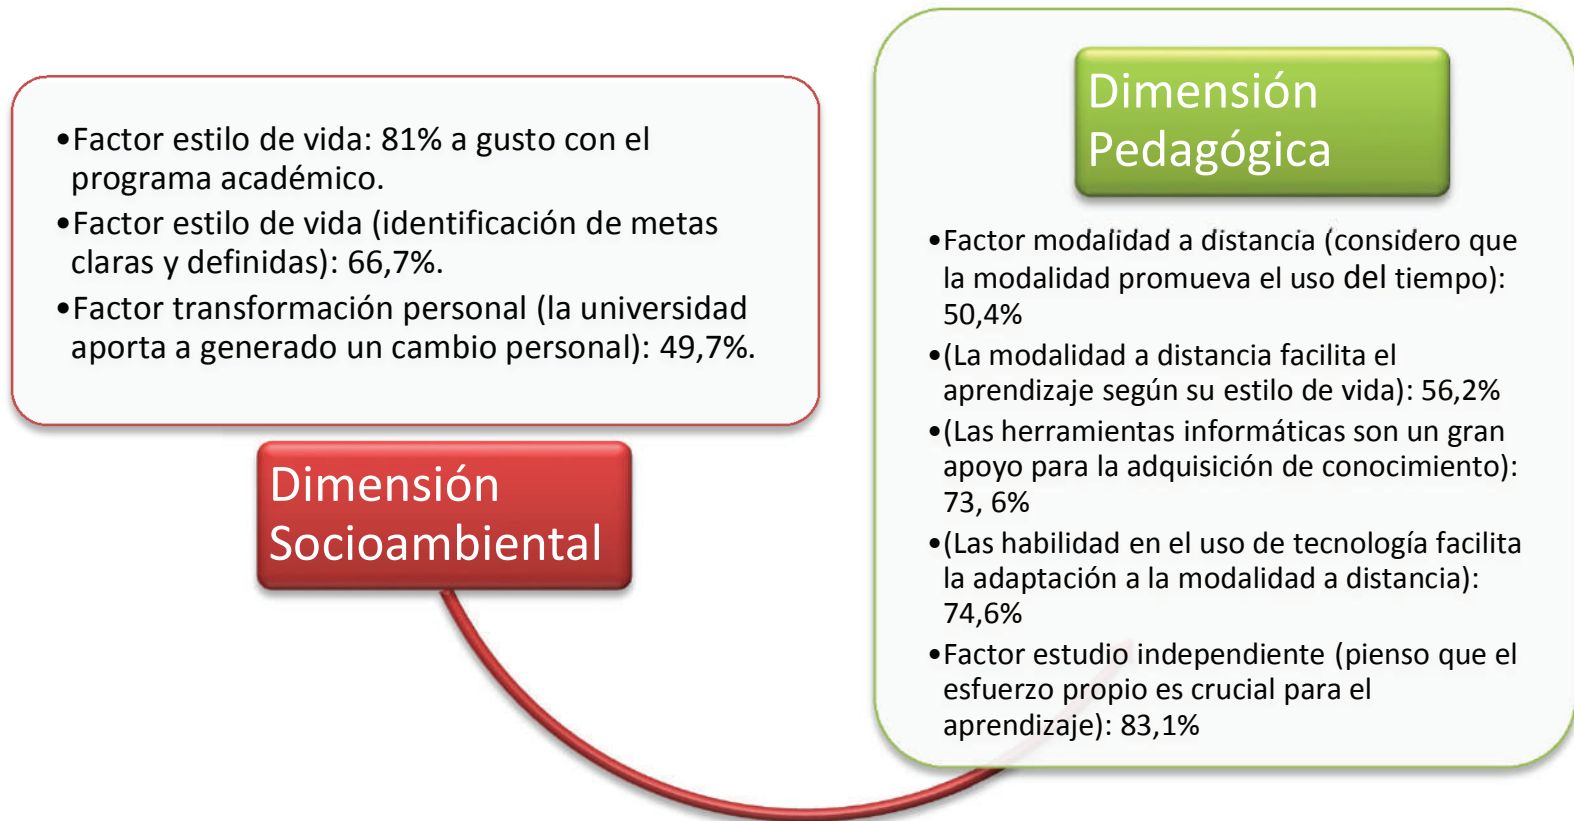 •Factor estilo de vida: 81% a gusto con el
programa académico.
•Factor estilo de vida (identificación de metas
claras y definidas): 66,7%.
•Factor transformación personal (la universidad
aporta a generado un cambio personal): 49,7%.
Dimensión
Socioambiental
Dimensión
Pedagógica
•Factor modalidad a distancia (considero que
la modalidad promueva el uso del tiempo):
50,4%
•(La modalidad a distancia facilita el
aprendizaje según su estilo de vida): 56,2%
•(Las herramientas informáticas son un gran
apoyo para la adquisición de conocimiento):
73, 6%
•(Las habilidad en el uso de tecnología facilita
la adaptación a la modalidad a distancia):
74,6%
•Factor estudio independiente (pienso que el
esfuerzo propio es crucial para el
aprendizaje): 83,1%